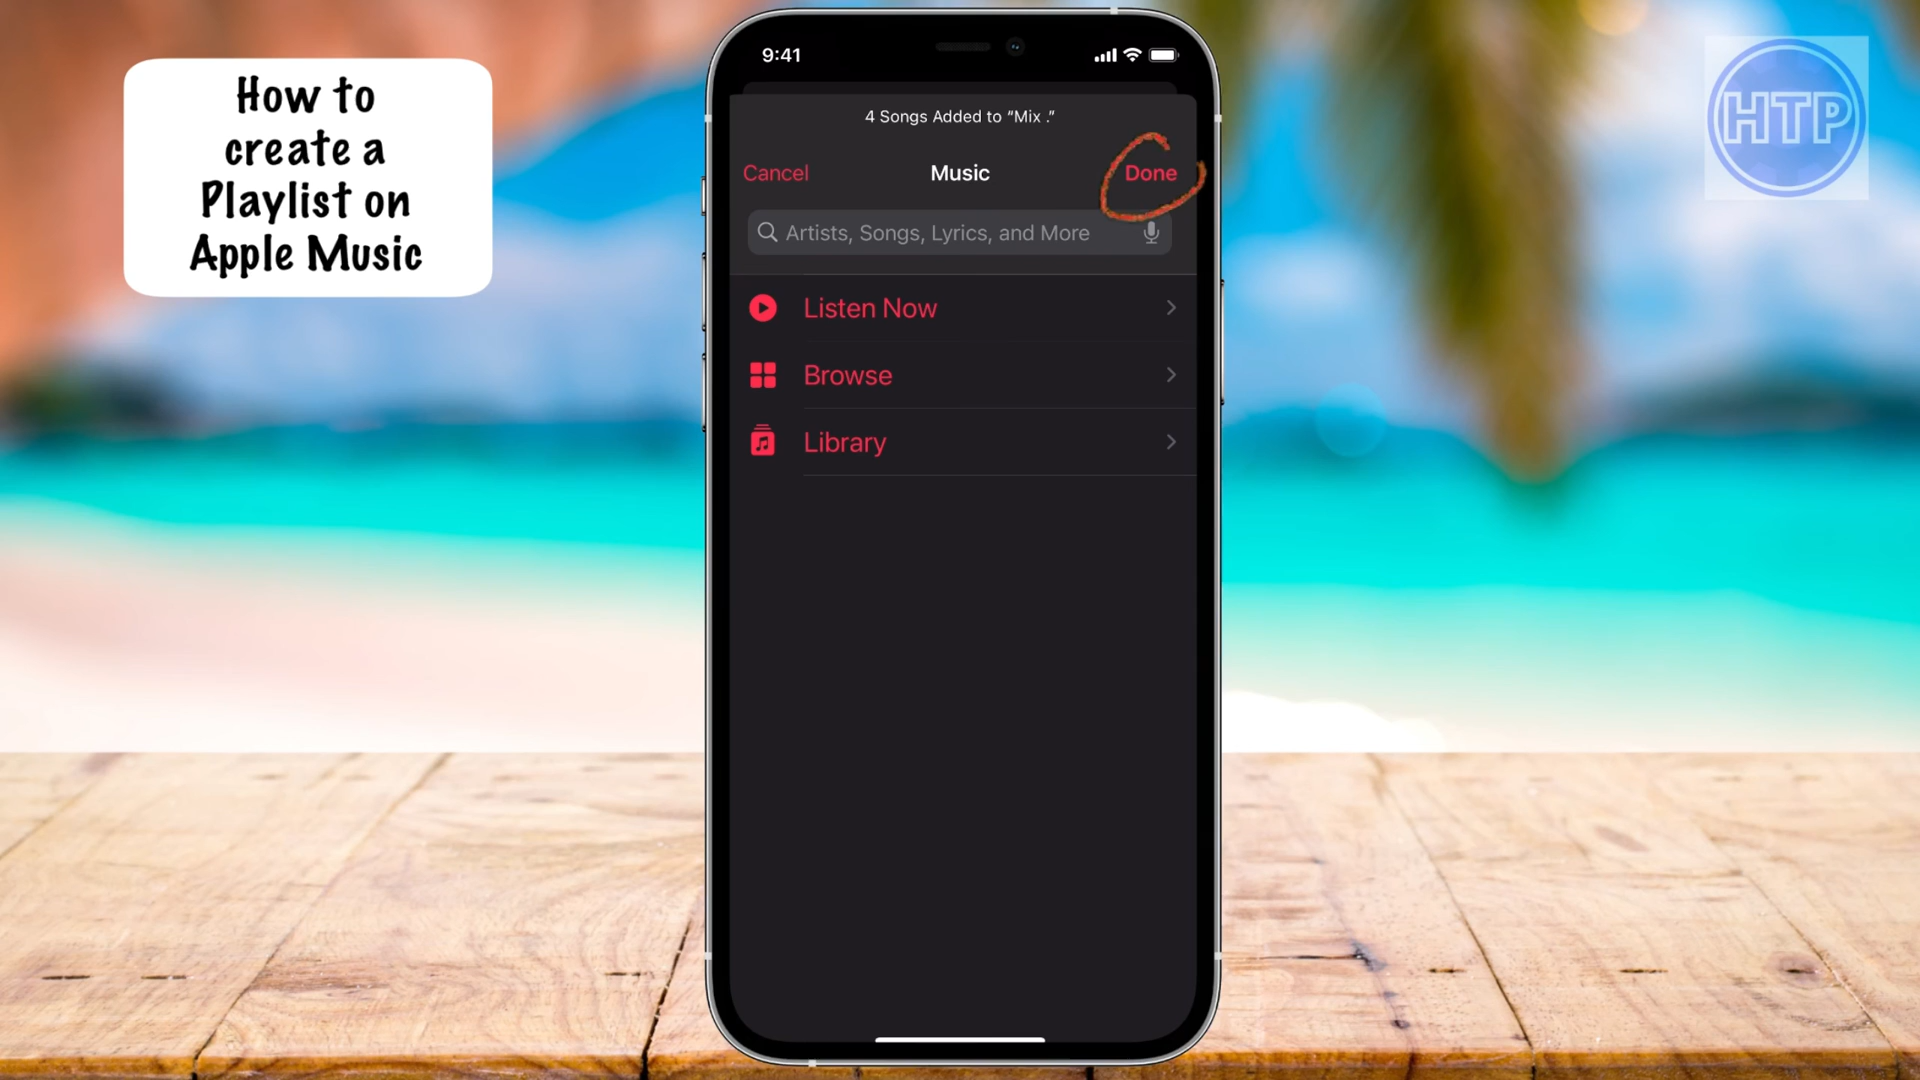 How to
create a
Playlist on
Apple Music
HTP
9:41
4 Songs Added to “Mix .”
Cancel
Music
Done
Artists, Songs, Lyrics, and More
Listen Now
Browse
Library